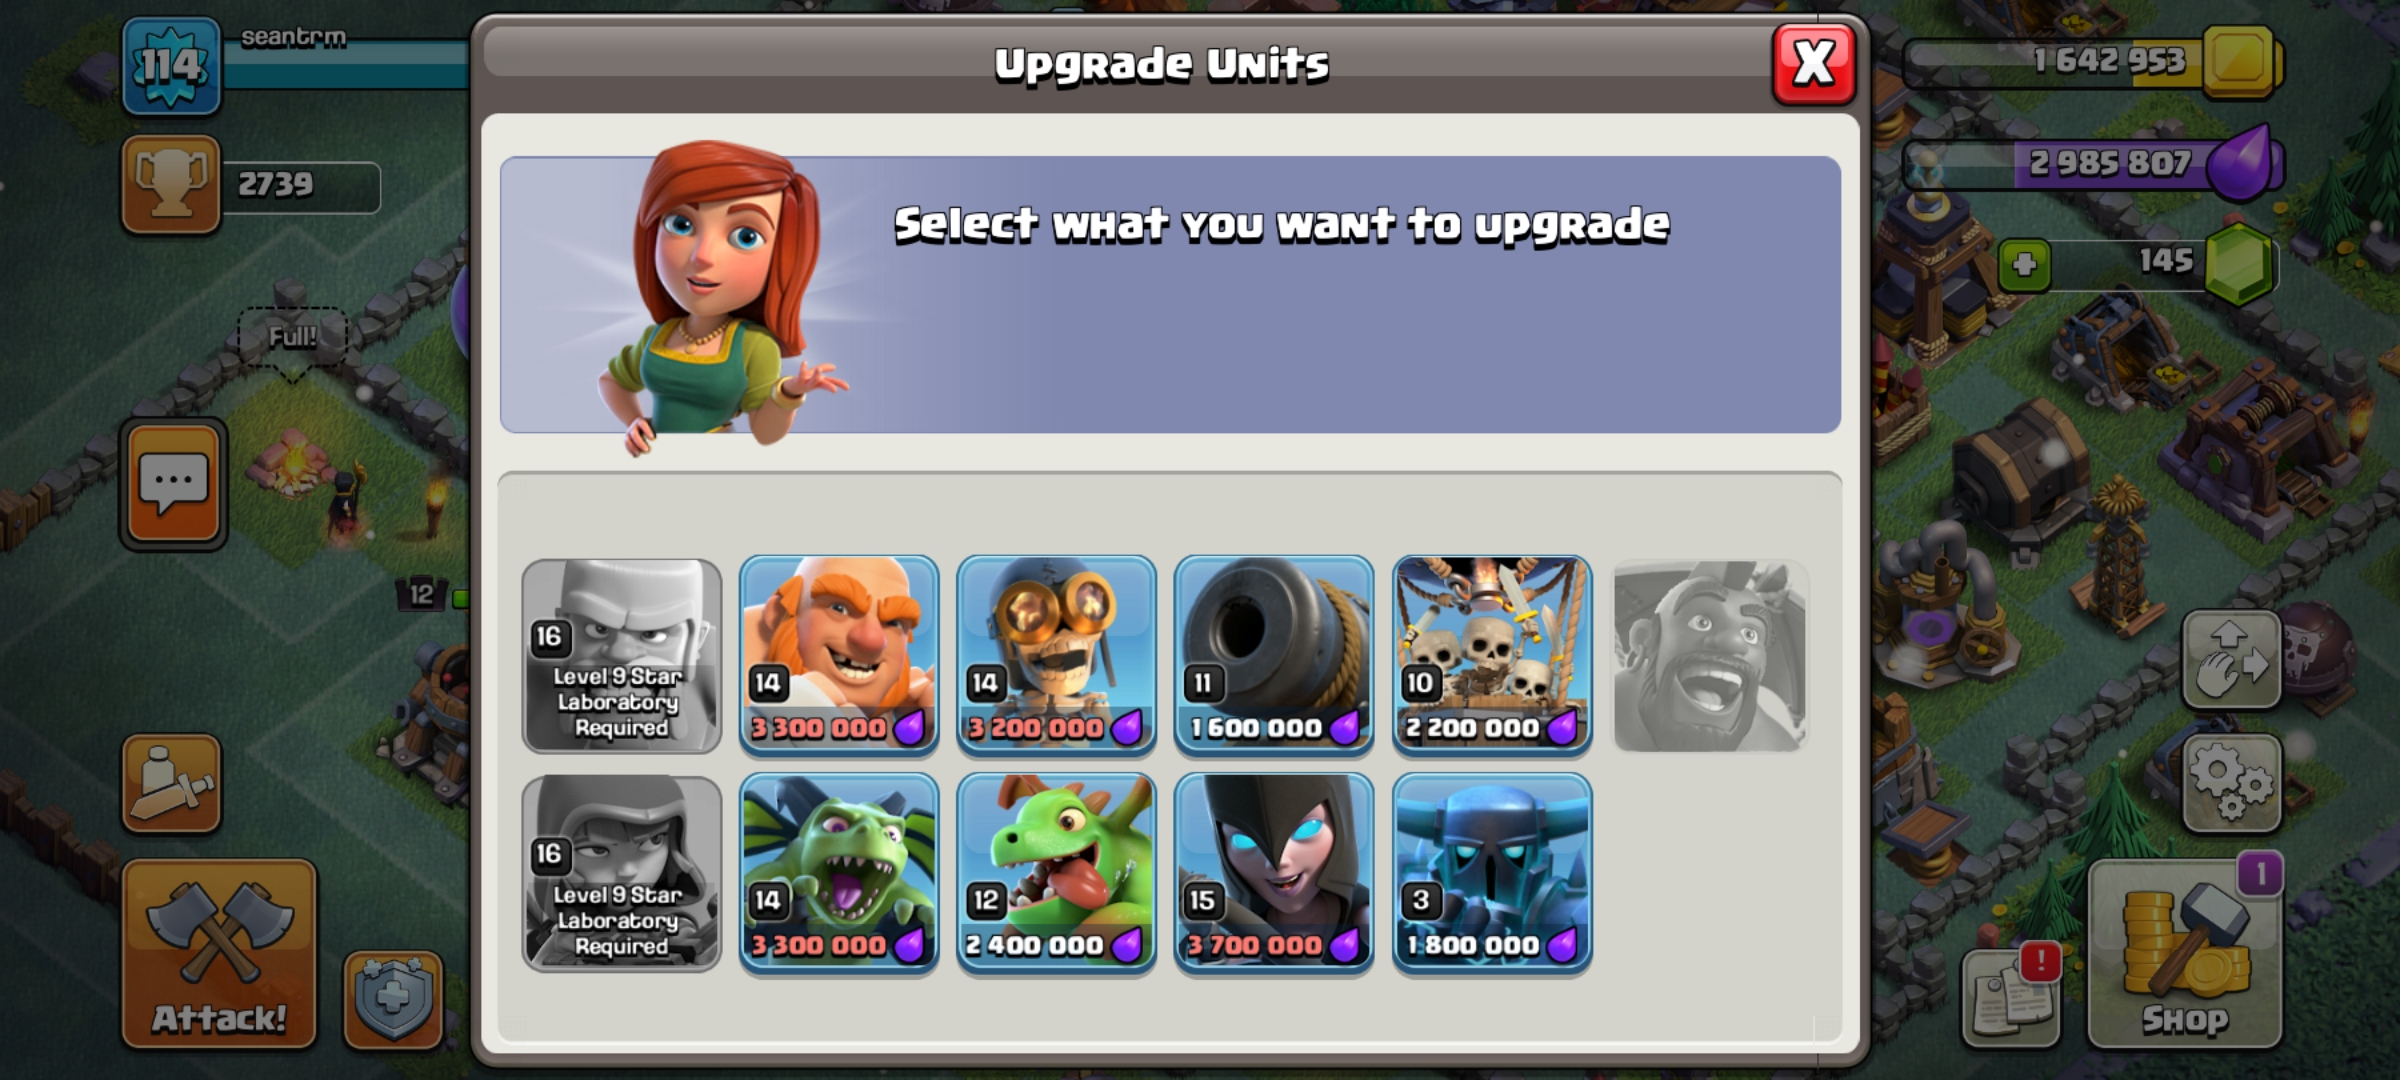 114
seantrm
2739
Full!
12
Attack!
Upgrade Units
X
Select what you want to upgrade
16
Level 9 Star
Laboratory
Required
14
3 300 000
14
3 200 000
11
1 600 000
10
2 200 000
16
Level 9 Star
Laboratory
Required
14
3 300 000
12
2 400 000
15
3 700 000
3
1 800 000
1 642 953
2 985 807
+
145
1
!
Shop